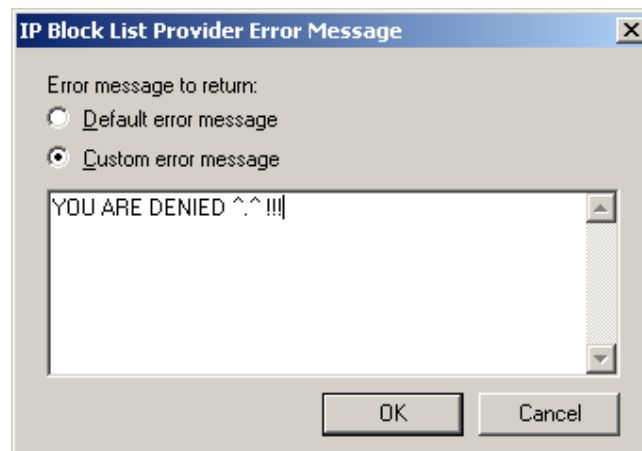 IP Block List Provider Error Message
Error message to return:
Default error message
Custom error message
YOU ARE DENIED ^.^ !!!
OK Cancel